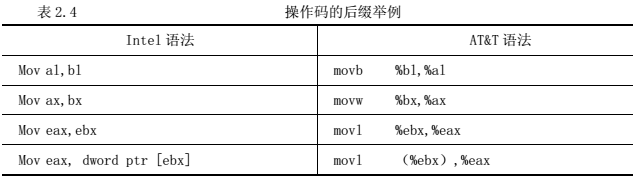 表 2.4 操作码的后缀举例
Intel 语法 AT&T 语法
Mov al,bl movb %bl,%al
Mov ax,bx movw %bx,%ax
Mov eax,ebx movl %ebx,%eax
Mov eax, dword ptr [ebx] movl （%ebx）,%eax